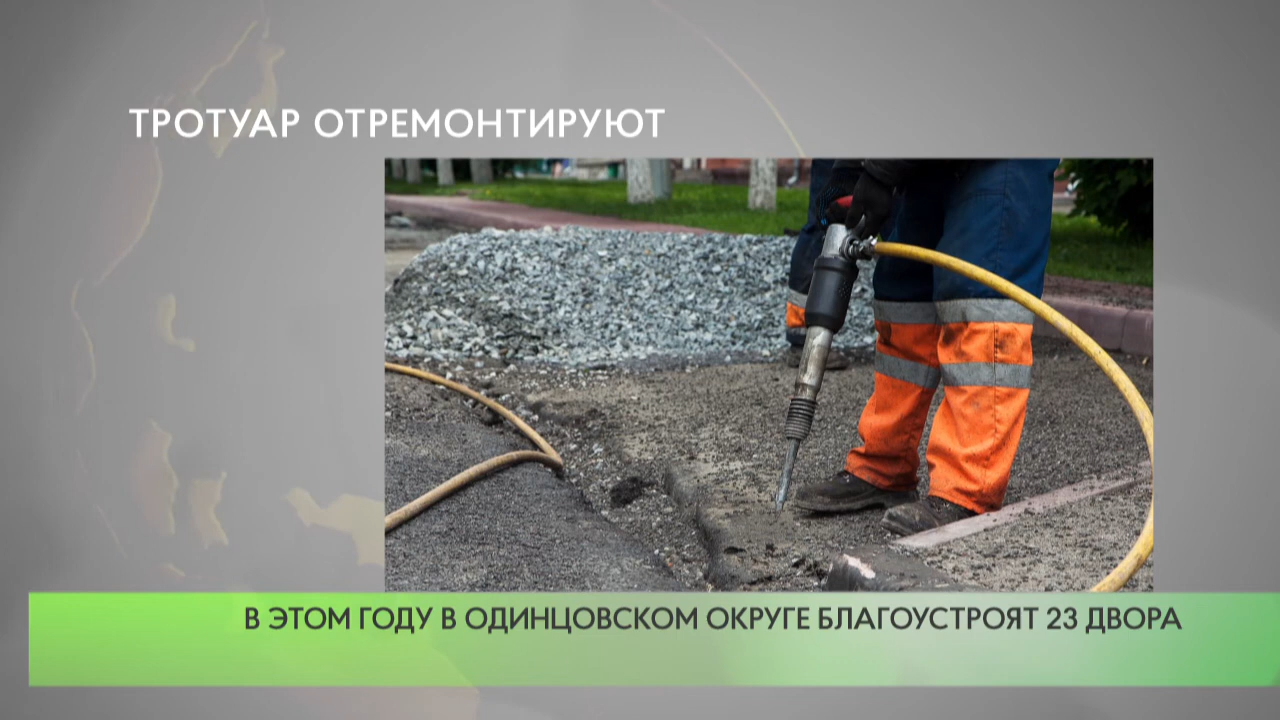 ТРОТУАР ОТРЕМОНТИРУЮТ
В ЭТОМ ГОДУ В ОДИНЦОВСКОМ ОКРУГЕ БЛАГОУСТРОЯТ 23 ДВОРА